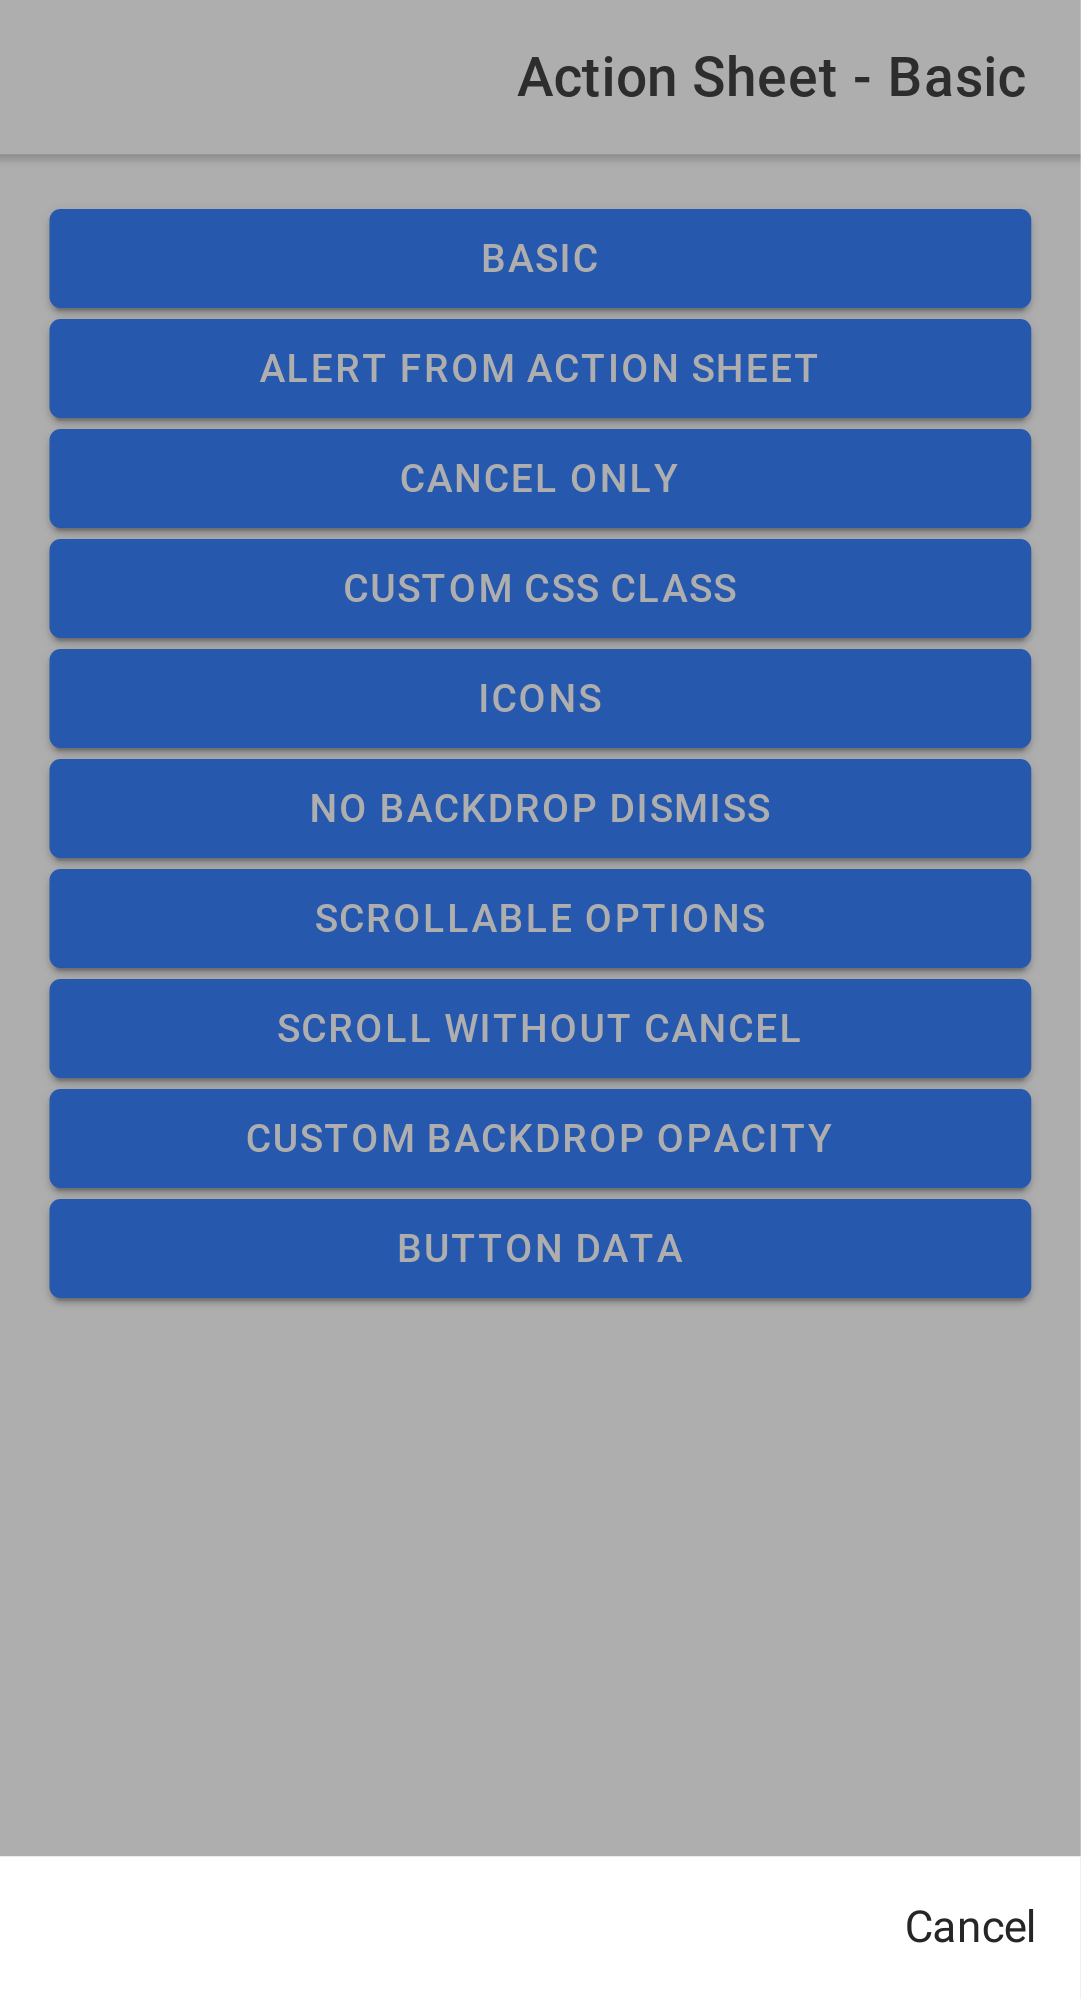 Action Sheet - Basic
BASIC
ALERT FROM ACTION SHEET
CANCEL ONLY
CUSTOM CSS CLASS
ICONS
NO BACKDROP DISMISS
SCROLLABLE OPTIONS
SCROLL WITHOUT CANCEL
CUSTOM BACKDROP OPACITY
BUTTON DATA
Cancel